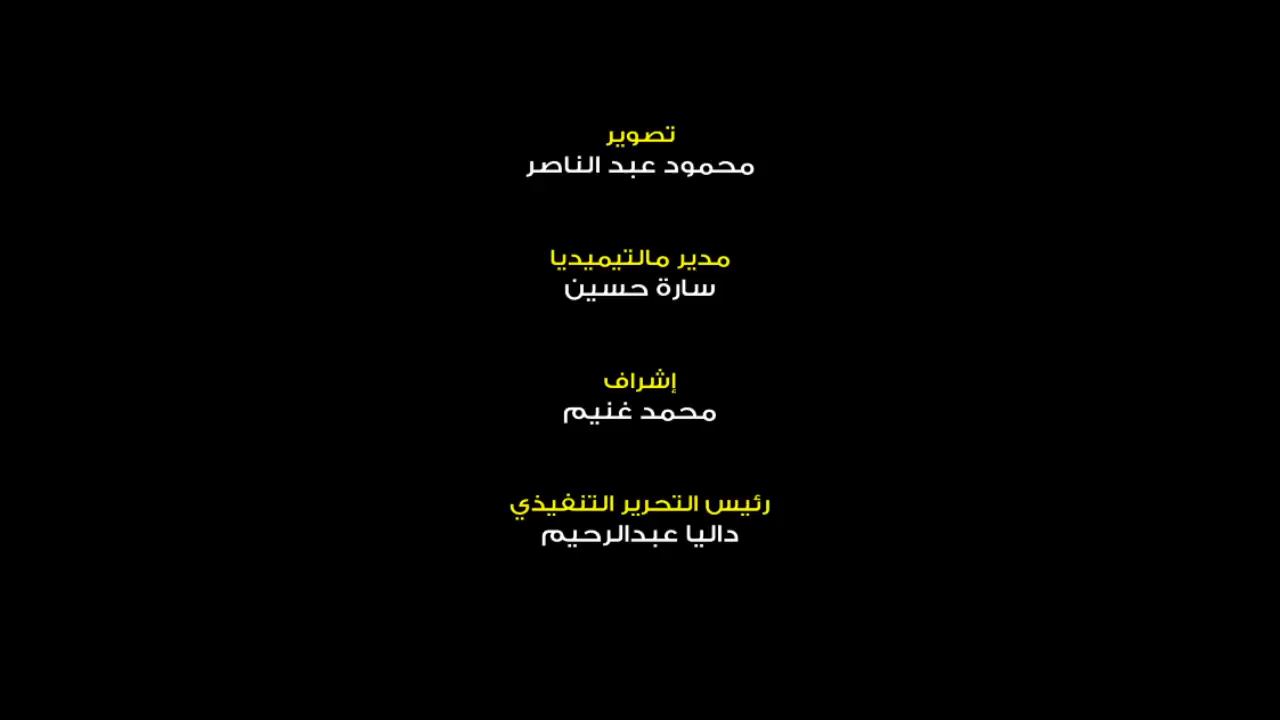 تصوير
محمود عبد الناصر
مدير مالتيميديا
سارة حسين
إشراف
محمد غنيم
رئيس التحرير التنفيذي
داليا عبدالرحيم